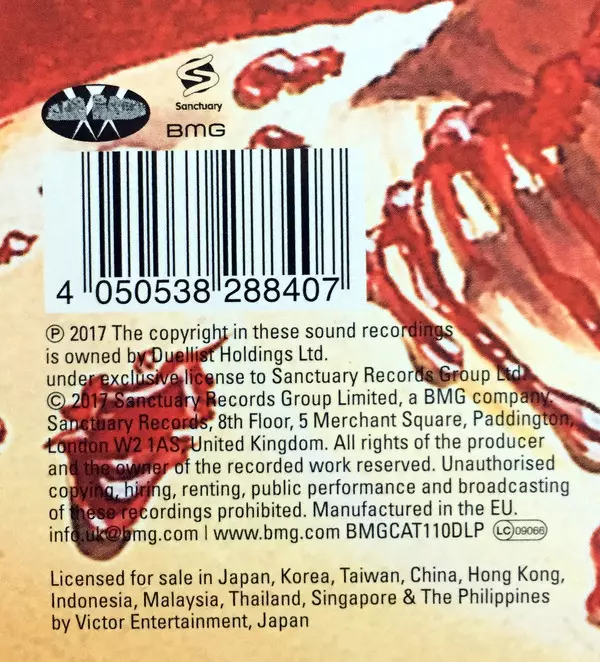 Sanctuary
BMG
4 050538 288407
℗ 2017 The copyright in these sound recordings
is owned by Duellist Holdings Ltd.
under exclusive license to Sanctuary Records Group Ltd.
© 2017 Sanctuary Records Group Limited, a BMG company.
Sanctuary Records, 8th Floor, 5 Merchant Square, Paddington,
London W2 1AS, United Kingdom. All rights of the producer
and the owner of the recorded work reserved. Unauthorised
copying, hiring, renting, public performance and broadcasting
of these recordings prohibited. Manufactured in the EU.
info.uk@bmg.com | www.bmg.com BMGCAT110DLP LC 09066
Licensed for sale in Japan, Korea, Taiwan, China, Hong Kong,
Indonesia, Malaysia, Thailand, Singapore & The Philippines
by Victor Entertainment, Japan